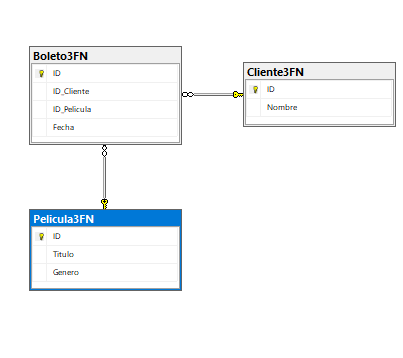 Boleto3FN
ID
ID_Cliente
ID_Pelicula
Fecha
Cliente3FN
ID
Nombre
Pelicula3FN
ID
Titulo
Genero